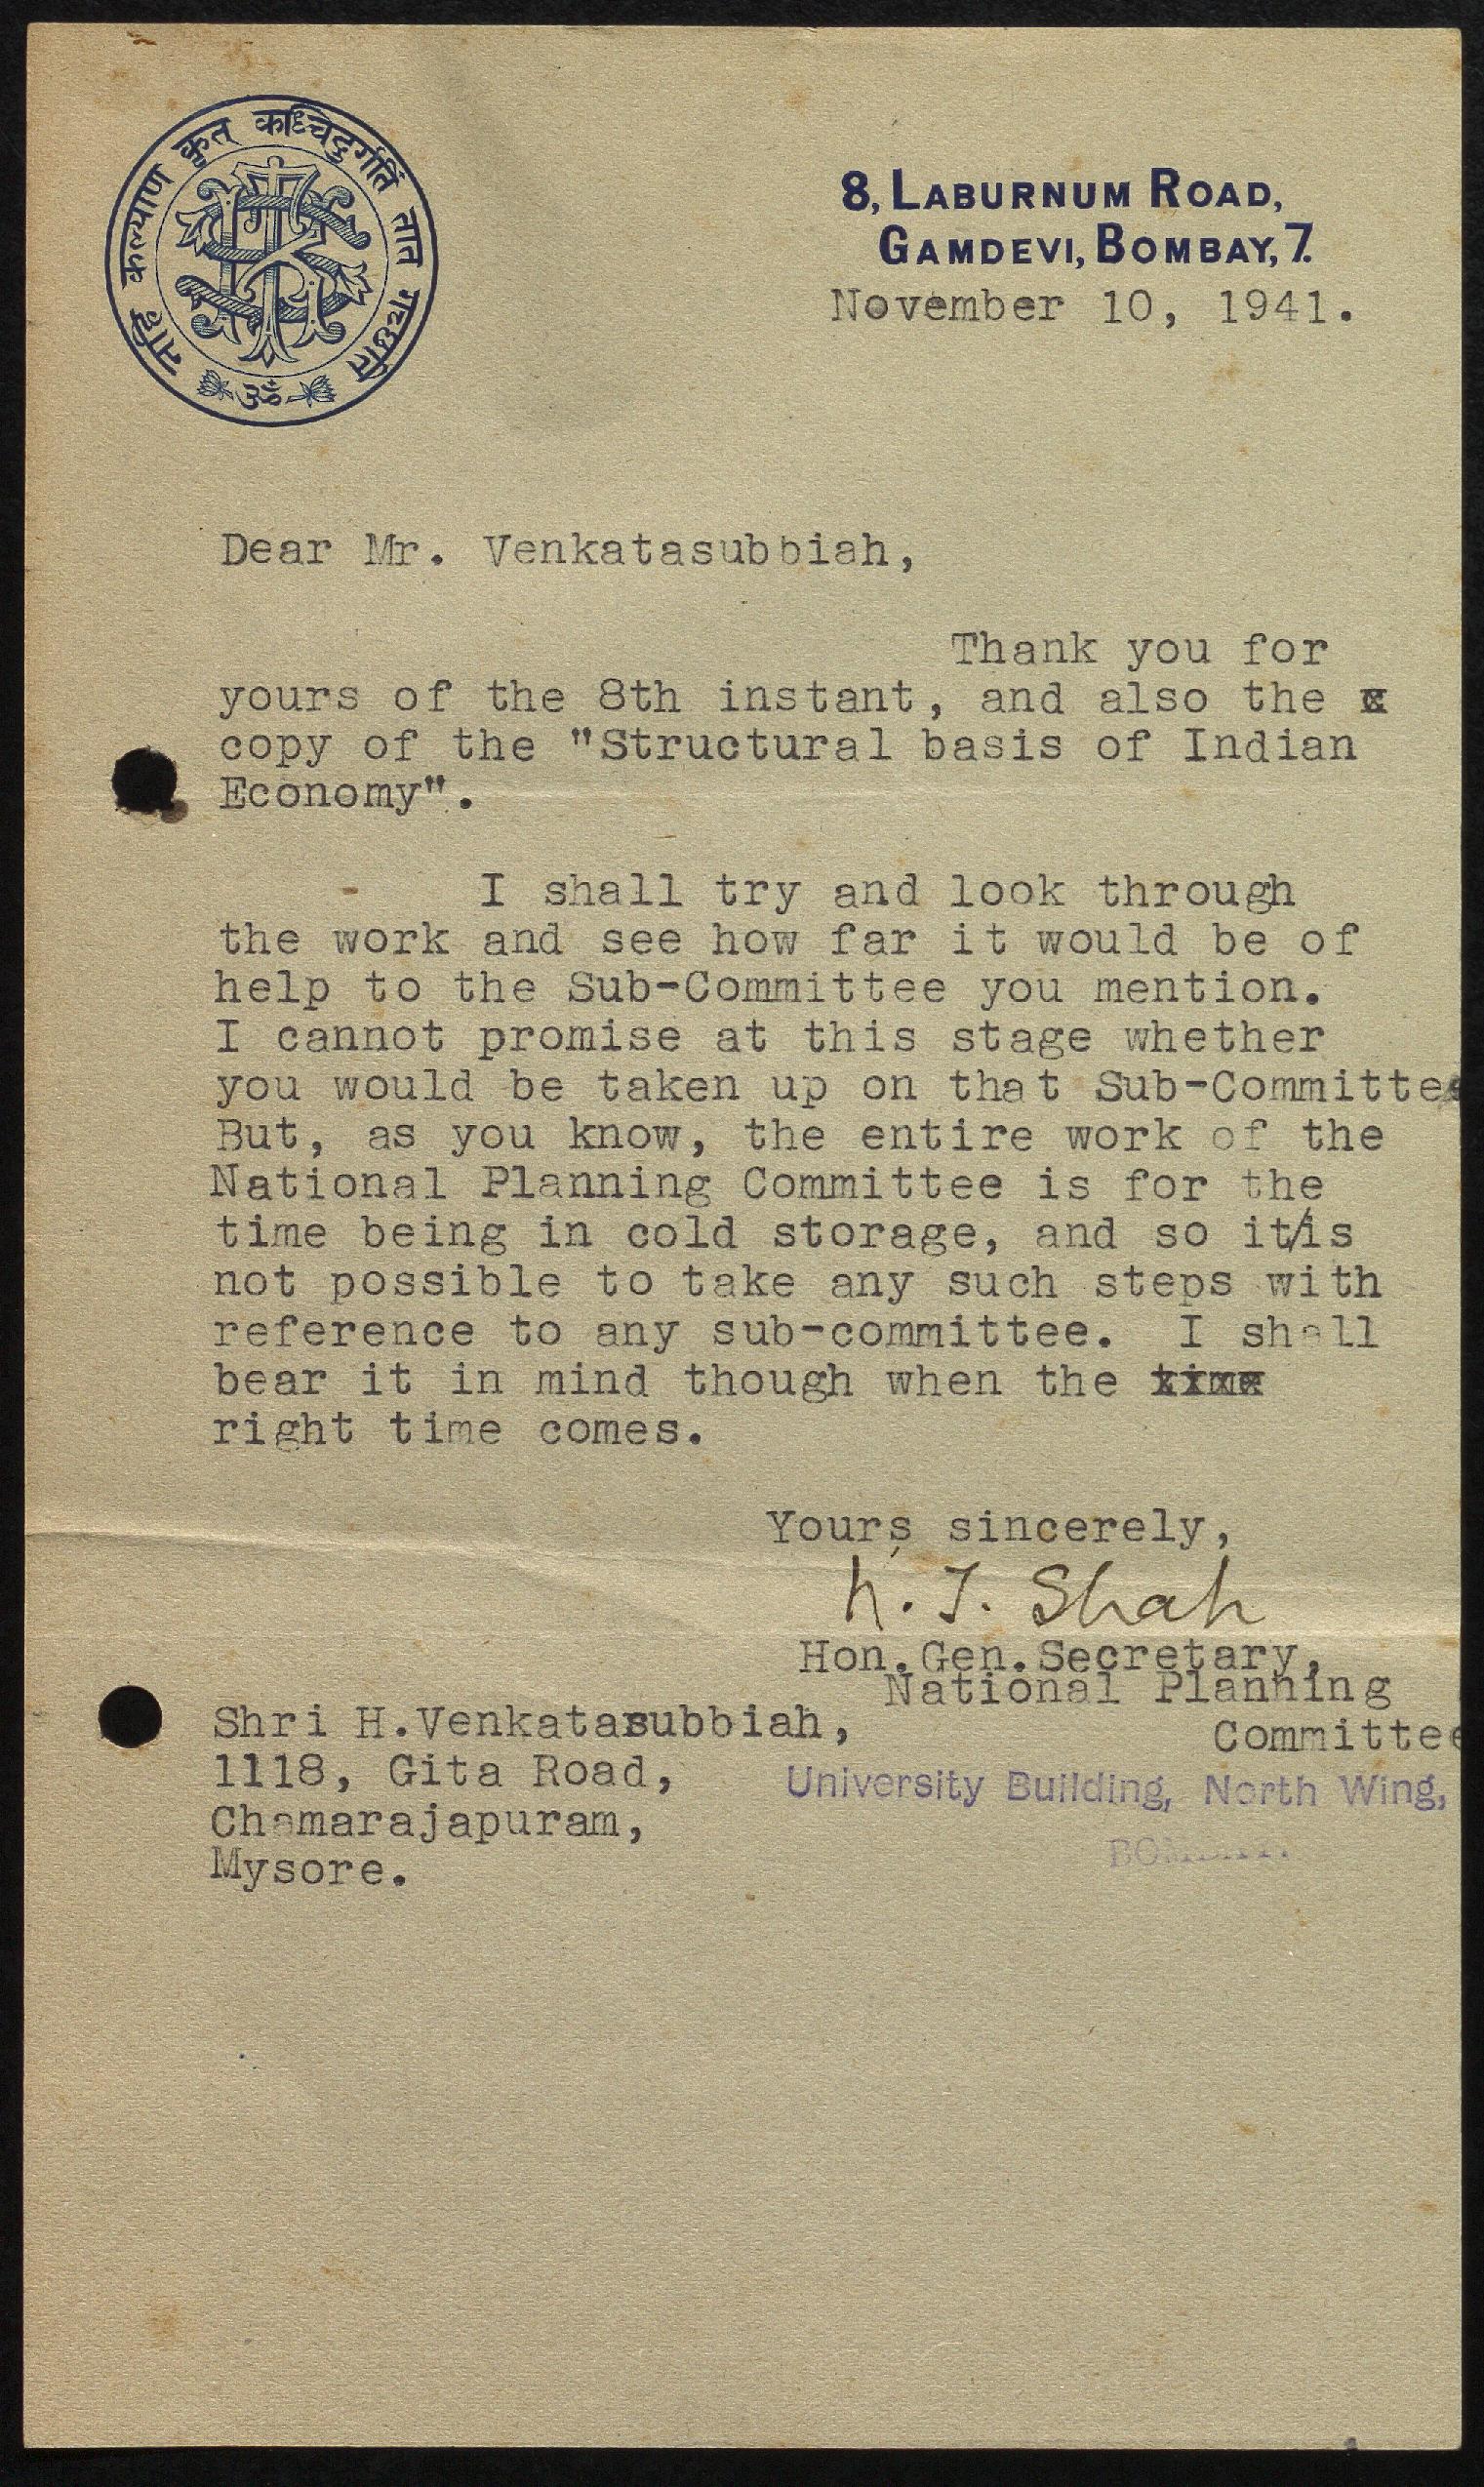 नहि कल्याण कृत् कश्चिद्दुर्गतिं तात गच्छति
ॐ
8, LABURNUM ROAD,
GAMDEVI, BOMBAY, 7.
November 10, 1941.
Dear Mr. Venkatasubbiah,
Thank you for
yours of the 8th instant, and also the
copy of the "Structural basis of Indian
Economy".
I shall try and look through
the work and see how far it would be of
help to the Sub-Committee you mention.
I cannot promise at this stage whether
you would be taken up on that Sub-Committee
But, as you know, the entire work of the
National Planning Committee is for the
time being in cold storage, and so it/is
not possible to take any such steps with
reference to any sub-committee. I shall
bear it in mind though when the time
right time comes.
Yours sincerely,
K. T. Shah
Hon.Gen.Secretary,
National Planning
Committee
Shri H.Venkatasubbiah,
1118, Gita Road,
Chamarajapuram,
Mysore.
University Building, North Wing,